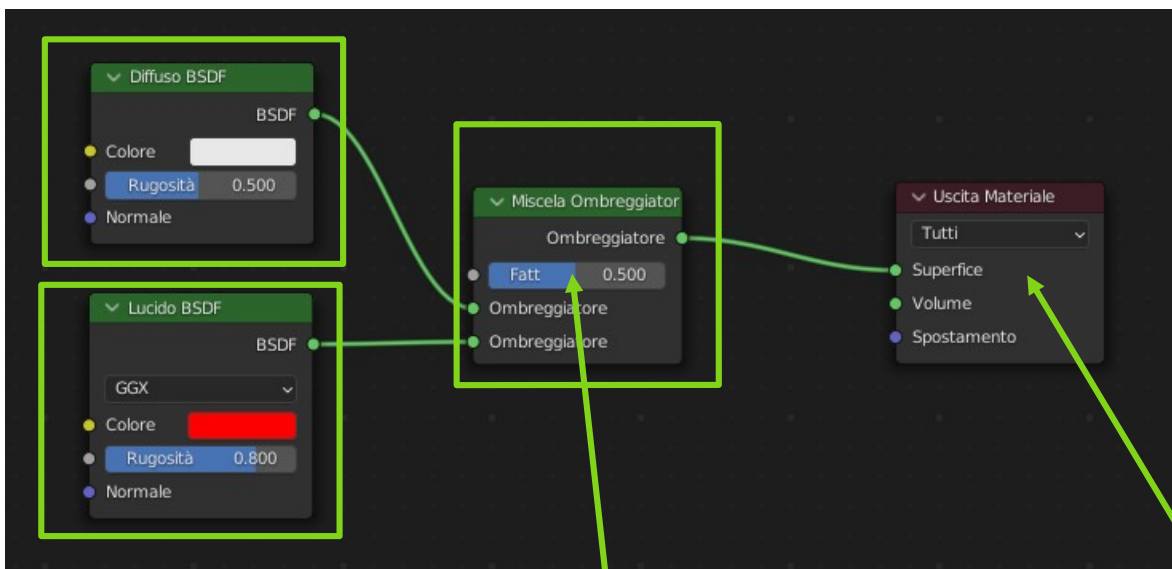 Diffuso BSDF
BSDF
Colore
Rugosità 0.500
Normale
Lucido BSDF
BSDF
GGX
Colore
Rugosità 0.800
Normale
Miscela Ombreggiator
Ombreggiatore
Fatt 0.500
Ombreggiatore
Ombreggiatore
Uscita Materiale
Tutti
Superfice
Volume
Spostamento